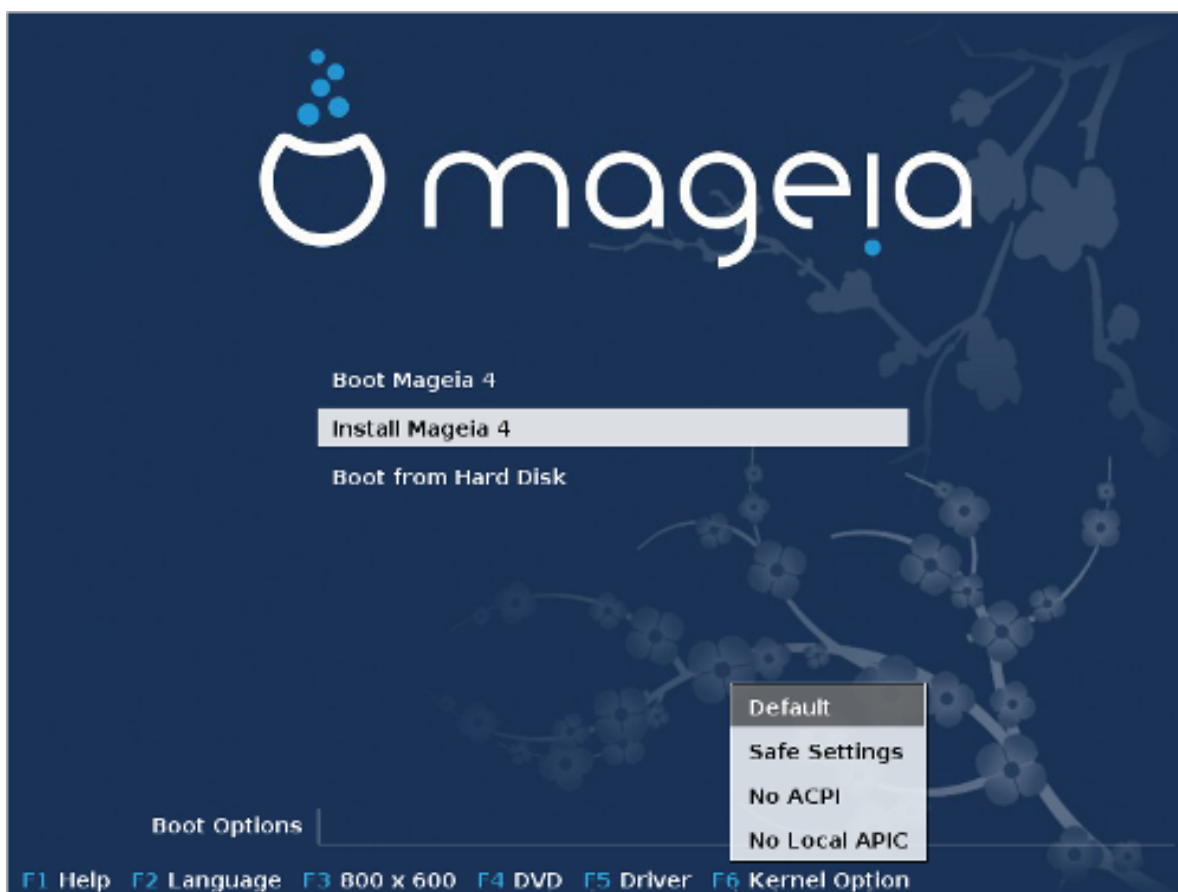 mageia
Boot Mageia 4
Install Mageia 4
Boot from Hard Disk
Default
Safe Settings
No ACPI
No Local APIC
Boot Options
F1 Help F2 Language F3 800 x 600 F4 DVD F5 Driver F6 Kernel Option